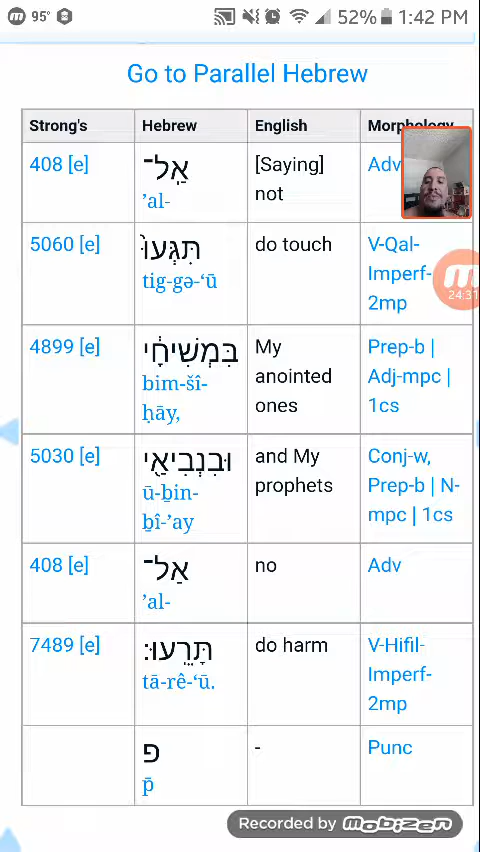 95° 52% 1:42 PM
Go to Parallel Hebrew
Strong's Hebrew English Morphology
408 [e] אַֽל־ [Saying] Adv
’al- not
5060 [e] תִּגְּע֥וּ do touch V-Qal-
tig-gə-‘ū Imperf-
2mp
24:31
4899 [e] בִּמְשִׁיחָ֑י My Prep-b |
bim-šî- anointed Adj-mpc |
ḥāy, ones 1cs
5030 [e] וּבִנְבִיאַ֖י and My Conj-w,
ū-ḇin- prophets Prep-b | N-
ḇî-’ay mpc | 1cs
408 [e] אַל־ no Adv
’al-
7489 [e] תָּרֵֽעוּ׃ do harm V-Hifil-
tā-rê-‘ū. Imperf-
2mp
פ - Punc
p̄
Recorded by mobizen